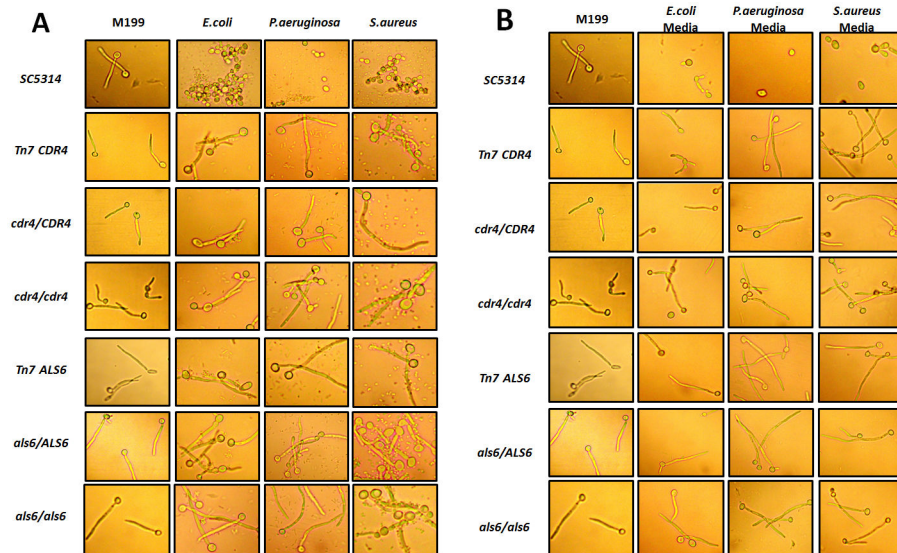 A
M199 E.coli P.aeruginosa S.aureus
SC5314
Tn7 CDR4
cdr4/CDR4
cdr4/cdr4
Tn7 ALS6
als6/ALS6
als6/als6
B
M199 E.coli Media P.aeruginosa Media S.aureus Media
SC5314
Tn7 CDR4
cdr4/CDR4
cdr4/cdr4
Tn7 ALS6
als6/ALS6
als6/als6